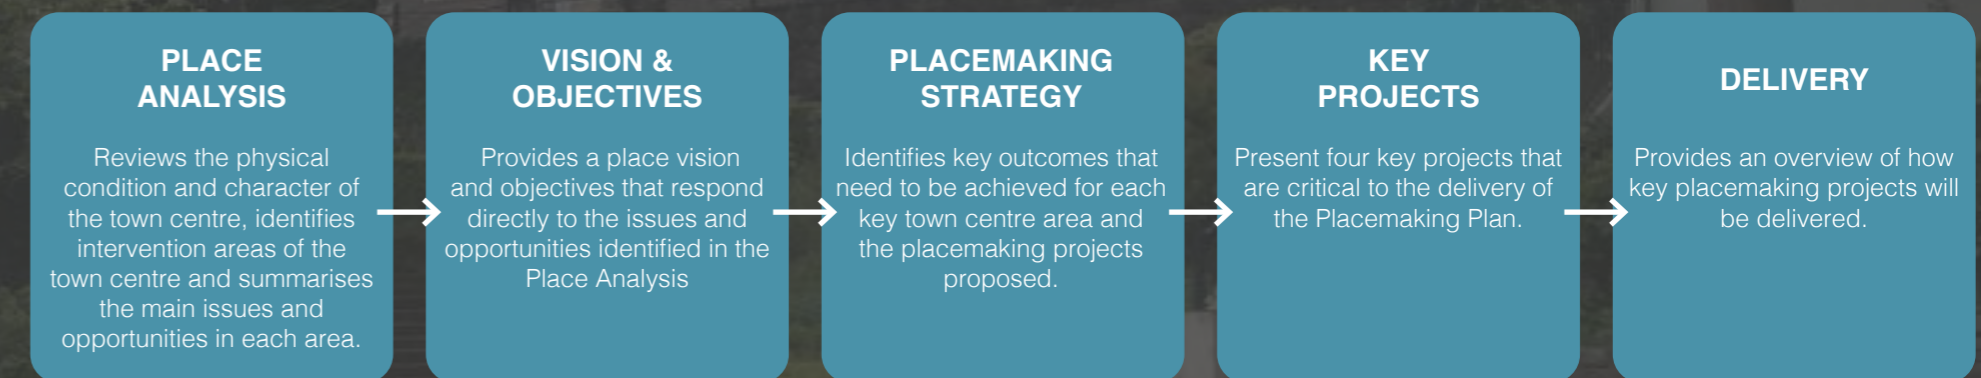 PLACE
ANALYSIS
Reviews the physical
condition and character of
the town centre, identifies
intervention areas of the
town centre and summarises
the main issues and
opportunities in each area.
VISION &
OBJECTIVES
Provides a place vision
and objectives that respond
directly to the issues and
opportunities identified in the
Place Analysis
PLACEMAKING
STRATEGY
Identifies key outcomes that
need to be achieved for each
key town centre area and
the placemaking projects
proposed.
KEY
PROJECTS
Present four key projects that
are critical to the delivery of
the Placemaking Plan.
DELIVERY
Provides an overview of how
key placemaking projects will
be delivered.